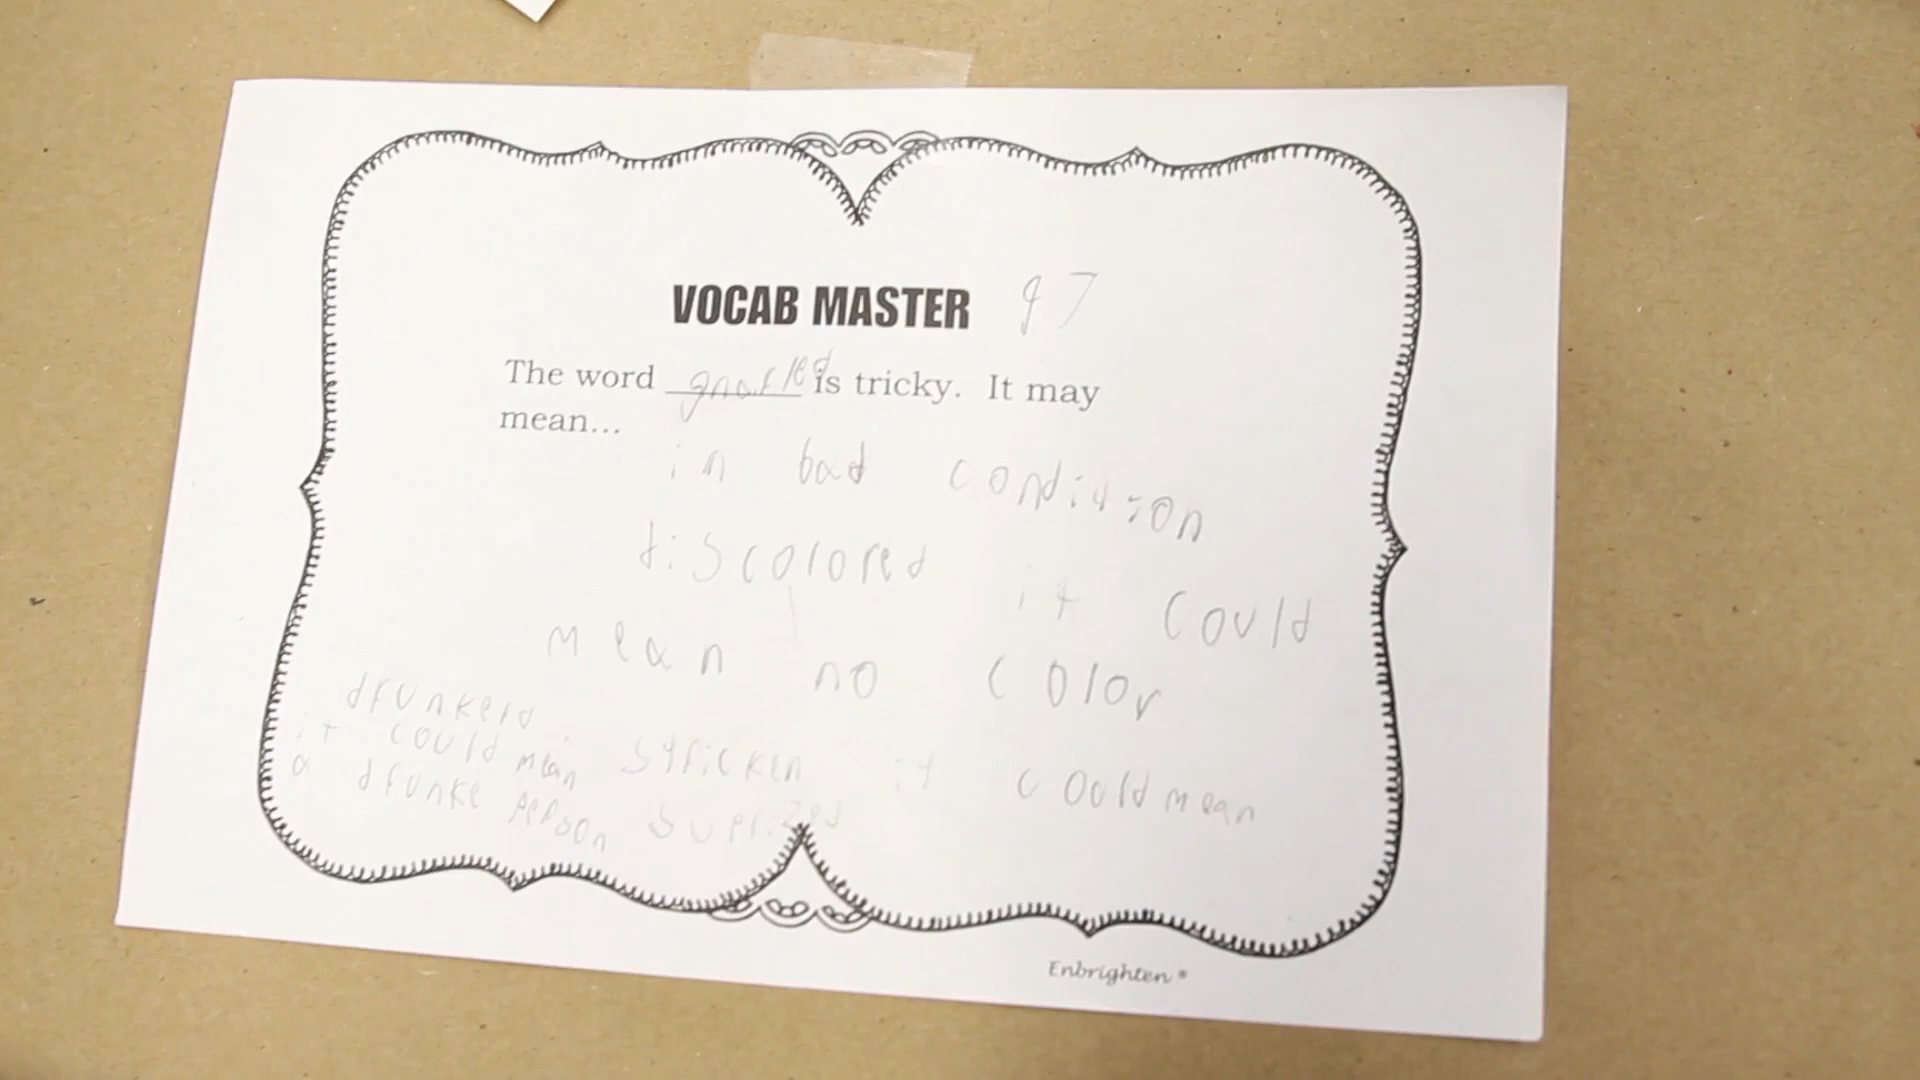 VOCAB MASTER 97
The word gnarled is tricky. It may
mean...
in bad condition
discolored it could
mean no color
drunkerd
it could mean stricken it could mean
a drunke person suprized
Enbrighten